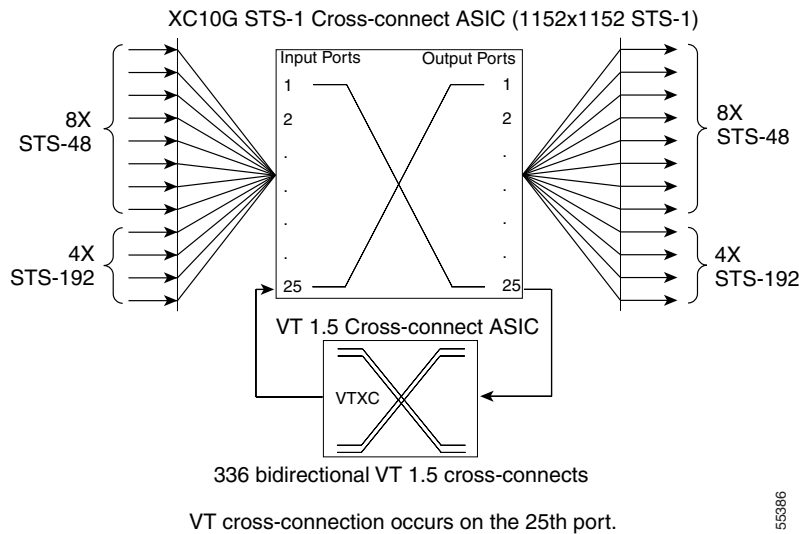 XC10G STS-1 Cross-connect ASIC (1152x1152 STS-1)
Input Ports
Output Ports
8X
STS-48
4X
STS-192
1
2
.
.
.
.
25
1
2
.
.
.
.
25
8X
STS-48
4X
STS-192
VT 1.5 Cross-connect ASIC
VTXC
336 bidirectional VT 1.5 cross-connects
VT cross-connection occurs on the 25th port.
55386